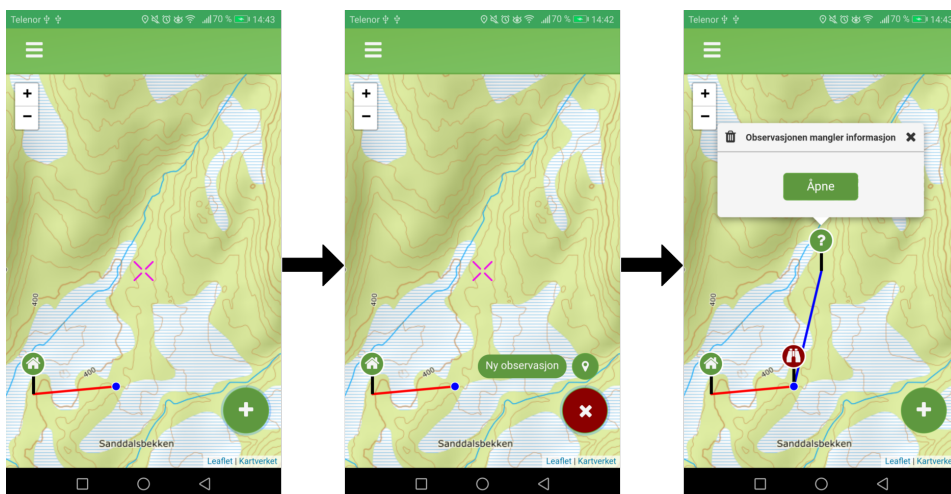 Telenor 70 % 14:43
+
−
400
400
Sanddalsbekken
Leaflet | Kartverket
Telenor 70 % 14:42
+
−
400
400
Ny observasjon
Sanddalsbekken
Leaflet | Kartverket
Telenor 70 % 14:43
+
−
Observasjonen mangler informasjon
Åpne
?
400
400
Sanddalsbekken
Leaflet | Kartverket